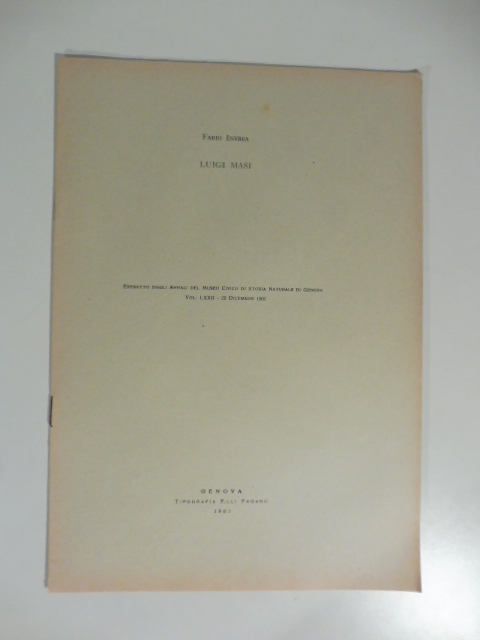 Fabio Invrea
LUIGI MASI
Estratto dagli Annali del Museo Civico di Storia Naturale di Genova
Vol. LXXII - 22 Dicembre 1961
GENOVA
Tipografia F.lli Pagano
1961